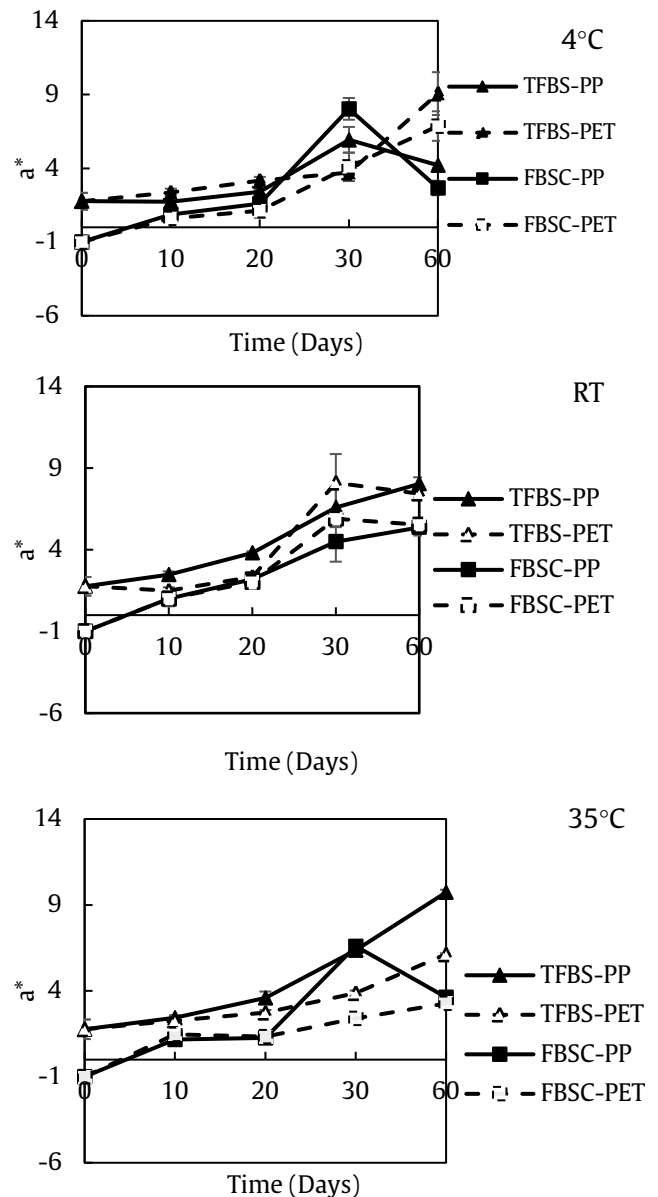 14
4°C
9
a*
4
-1
-6
0
10
20
30
60
TFBS-PP
TFBS-PET
FBSC-PP
FBSC-PET
Time (Days)
14
RT
9
a*
4
-1
-6
0
10
20
30
60
TFBS-PP
TFBS-PET
FBSC-PP
FBSC-PET
Time (Days)
14
35°C
9
a*
4
-1
-6
0
10
20
30
60
TFBS-PP
TFBS-PET
FBSC-PP
FBSC-PET
Time (Days)